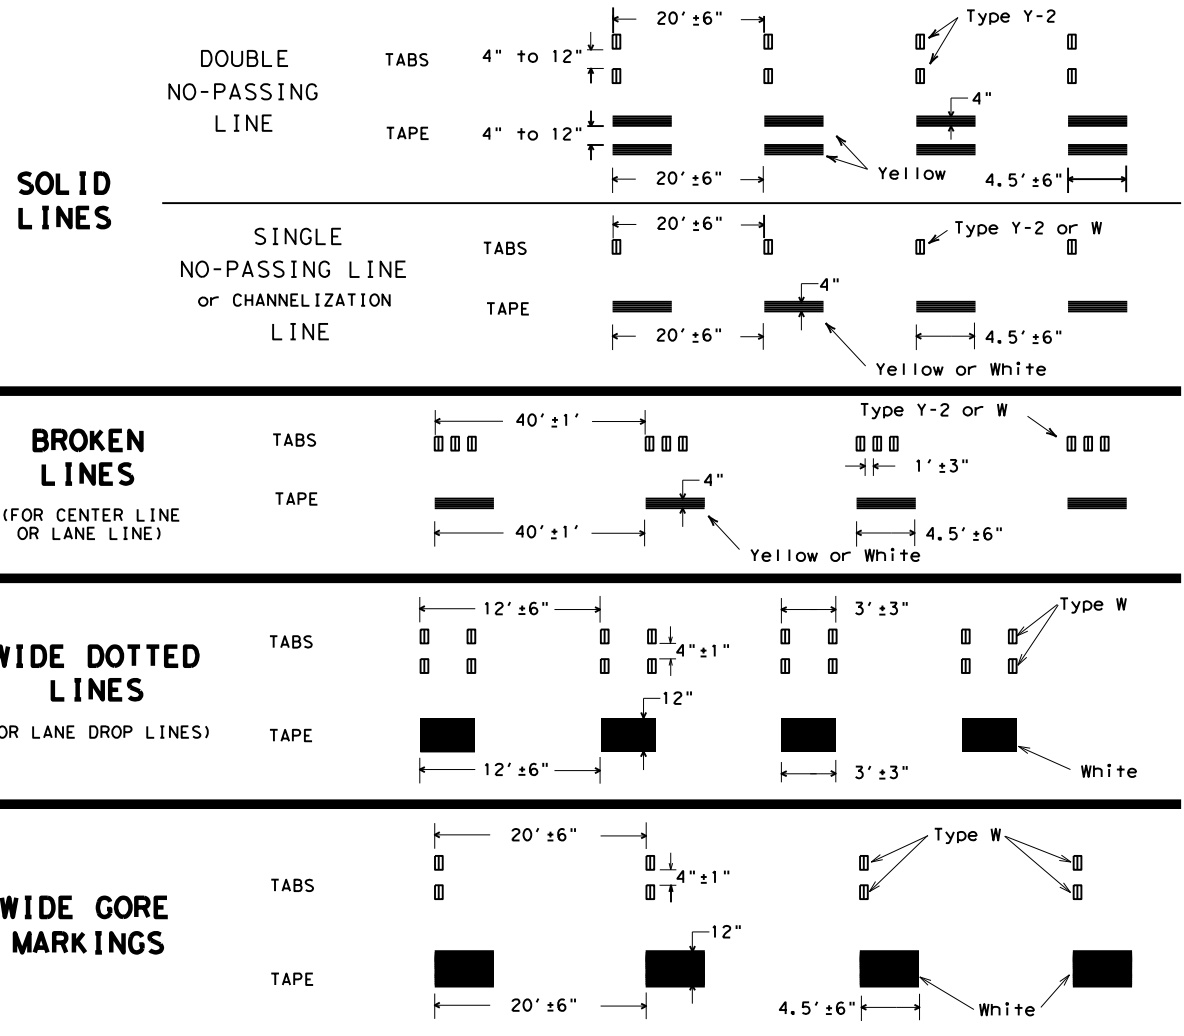 SOLID
LINES
DOUBLE
NO-PASSING
LINE
TABS
4" to 12"
20'±6"
Type Y-2
TAPE
4" to 12"
4"
Yellow
20'±6"
4.5'±6"
SINGLE
NO-PASSING LINE
or CHANNELIZATION
LINE
TABS
20'±6"
Type Y-2 or W
TAPE
4"
20'±6"
4.5'±6"
Yellow or White
BROKEN
LINES
(FOR CENTER LINE
OR LANE LINE)
TABS
40'±1'
Type Y-2 or W
1'±3"
TAPE
4"
40'±1'
4.5'±6"
Yellow or White
WIDE DOTTED
LINES
OR LANE DROP LINES)
TABS
12'±6"
3'±3"
Type W
4"±1"
TAPE
12"
12'±6"
3'±3"
White
WIDE GORE
MARKINGS
TABS
20'±6"
Type W
4"±1"
TAPE
12"
20'±6"
4.5'±6"
White